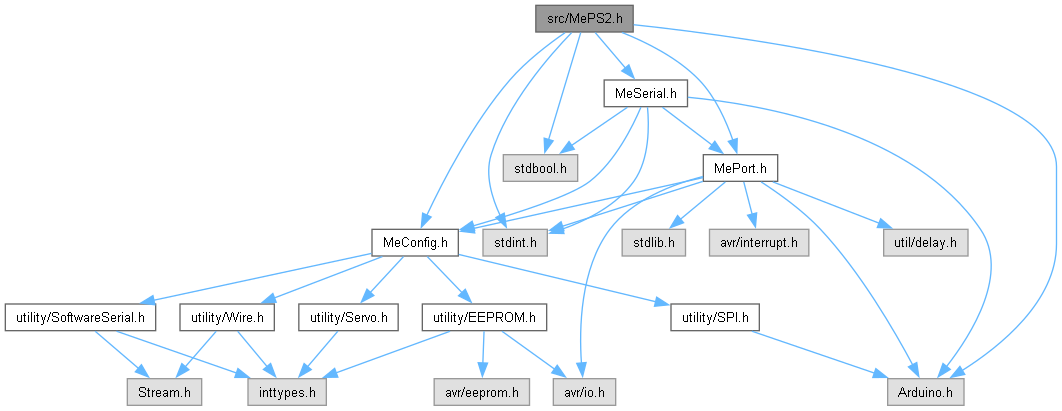 src/MePS2.h
MeSerial.h
stdbool.h
MePort.h
MeConfig.h
stdint.h
stdlib.h
avr/interrupt.h
util/delay.h
utility/SoftwareSerial.h
utility/Wire.h
utility/Servo.h
utility/EEPROM.h
utility/SPI.h
Stream.h
inttypes.h
avr/eeprom.h
avr/io.h
Arduino.h